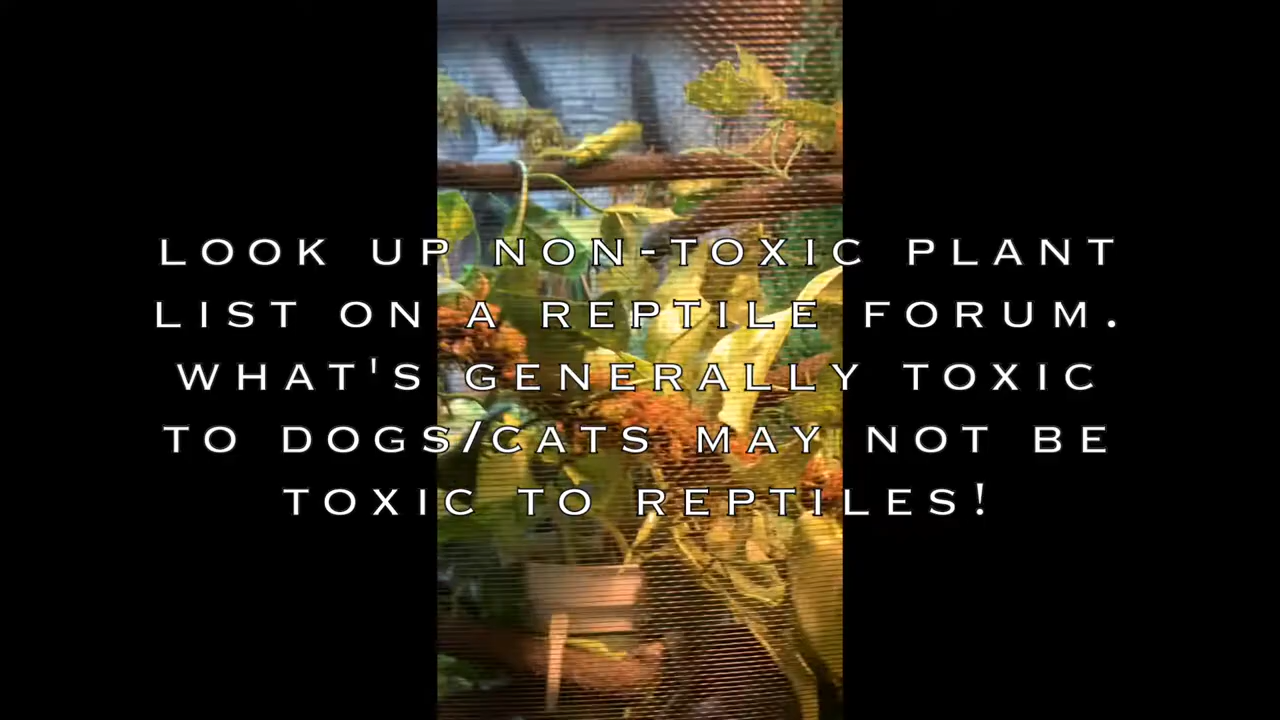 LOOK UP NON-TOXIC PLANT
LIST ON A REPTILE FORUM.
WHAT'S GENERALLY TOXIC
TO DOGS/CATS MAY NOT BE
TOXIC TO REPTILES!